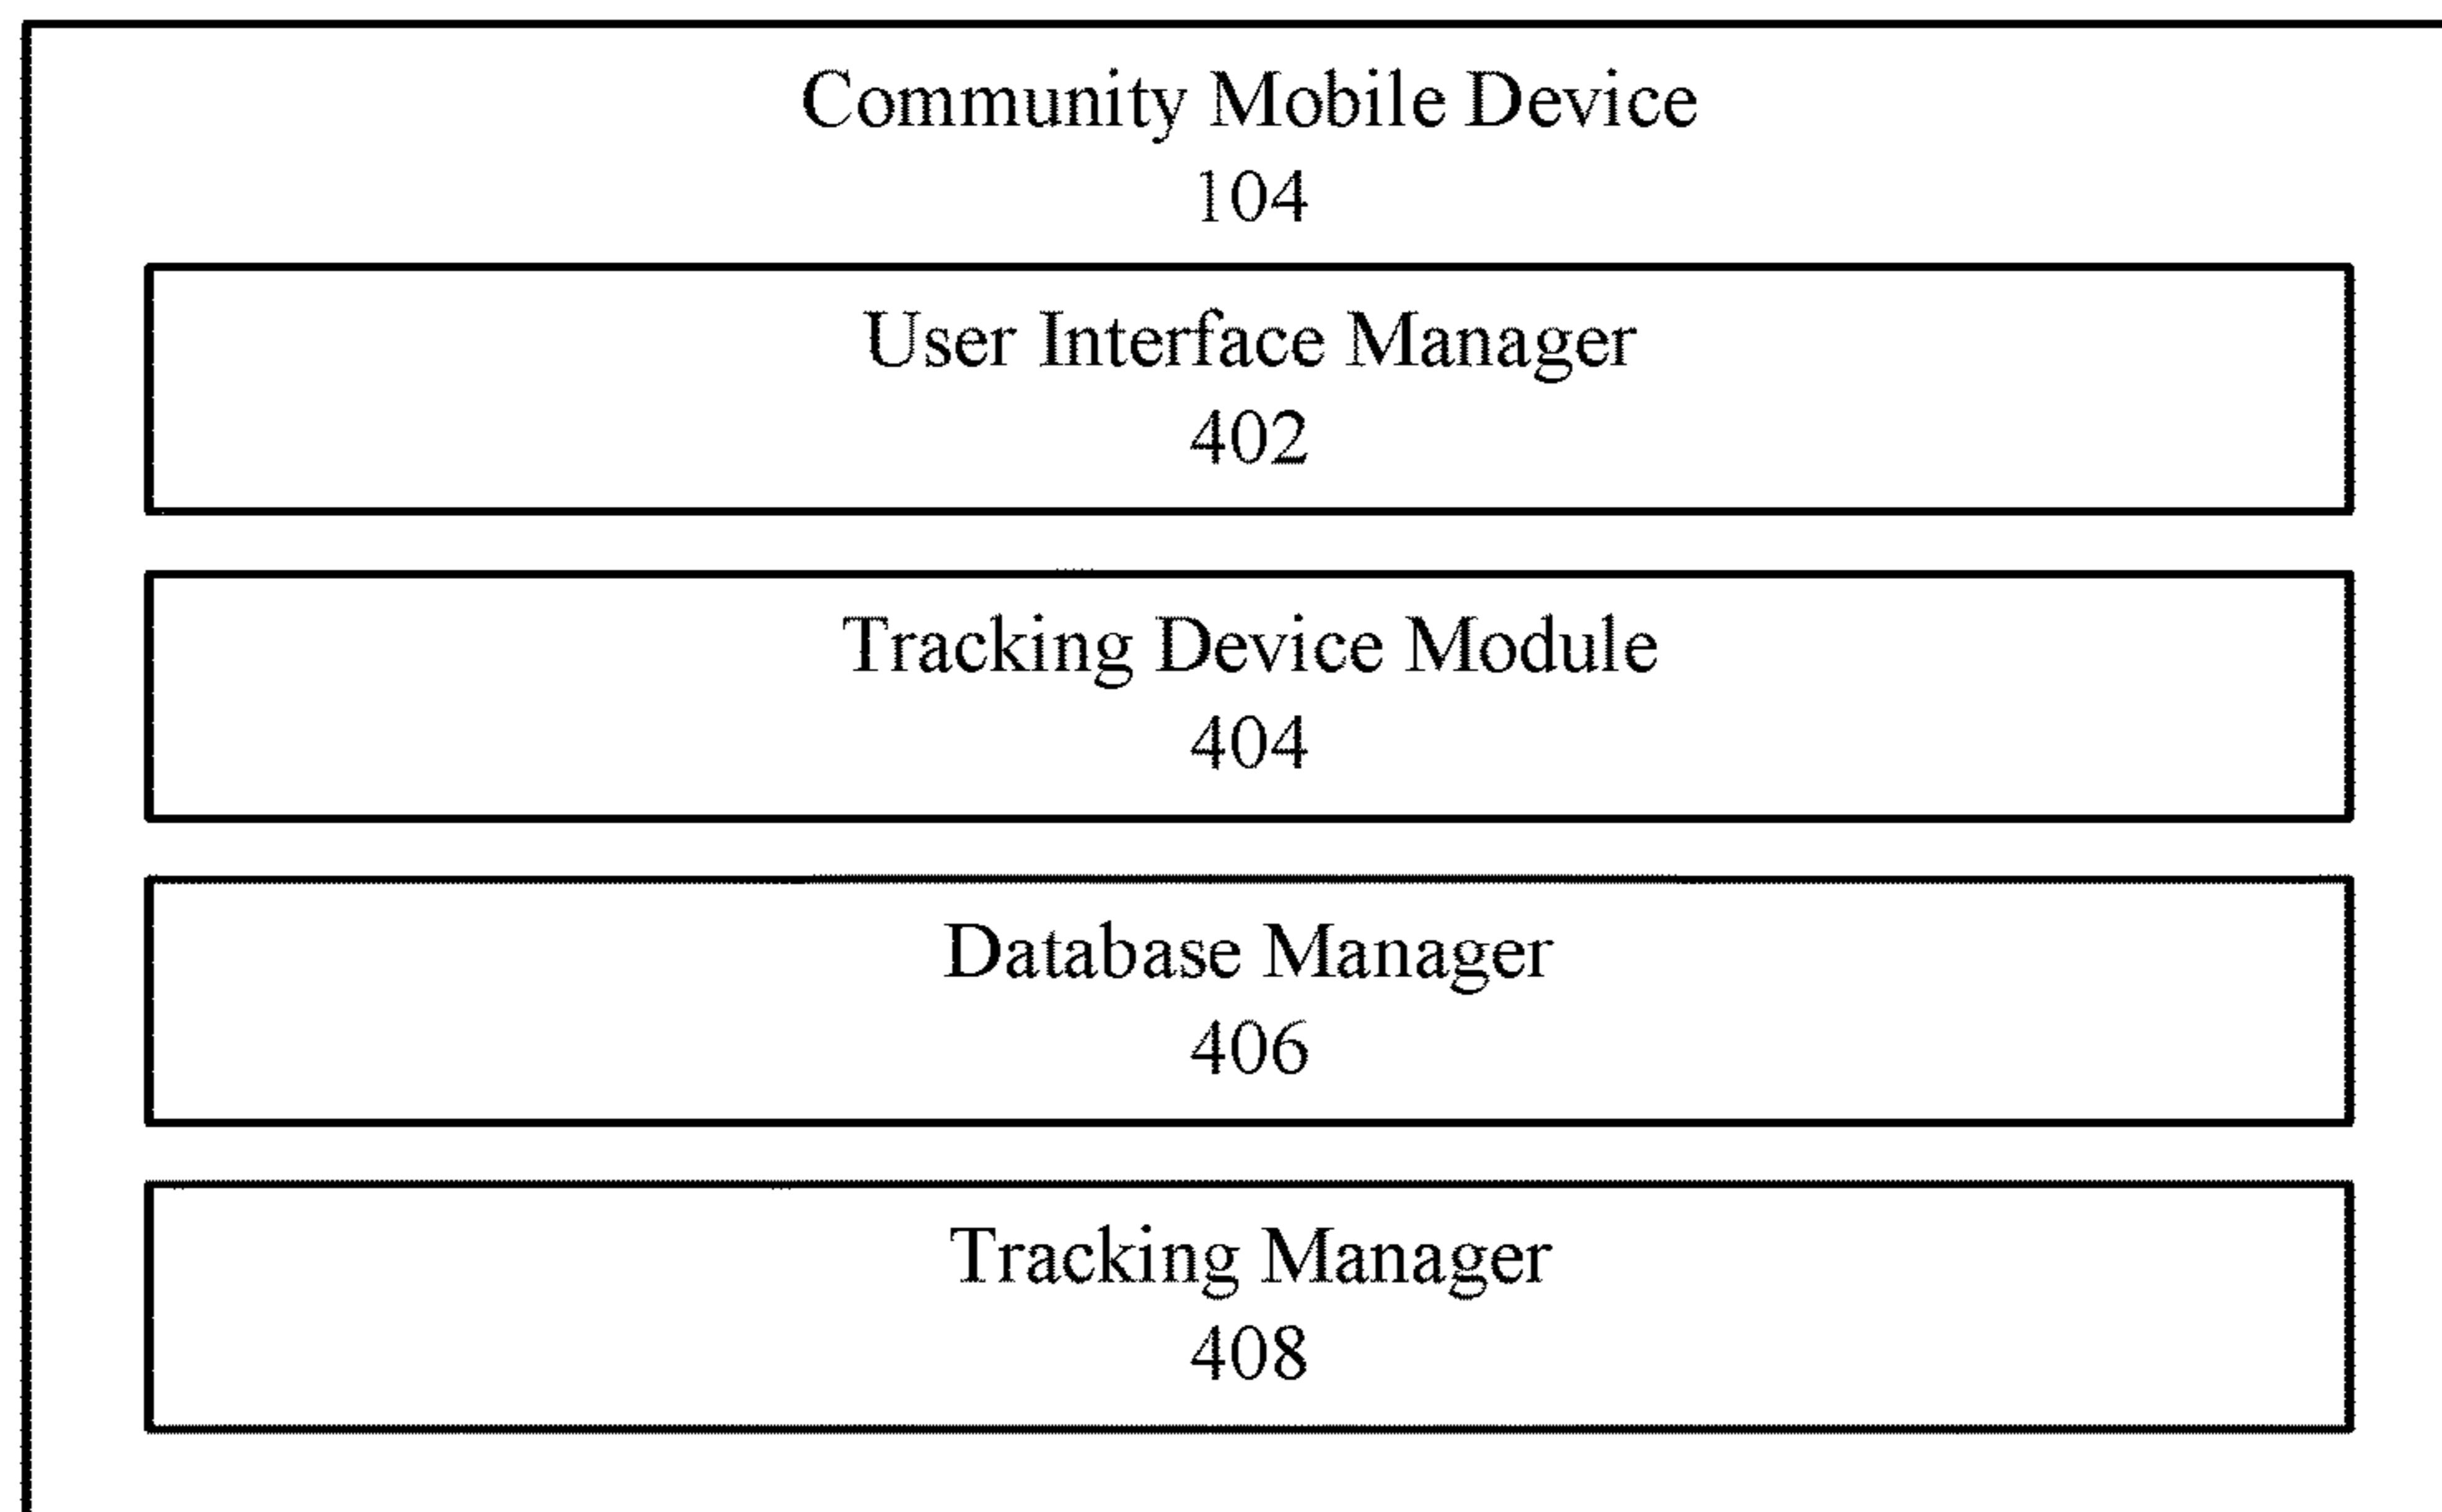 Community Mobile Device
104
User Interface Manager
402
Tracking Device Module
404
Database Manager
406
Tracking Manager
408